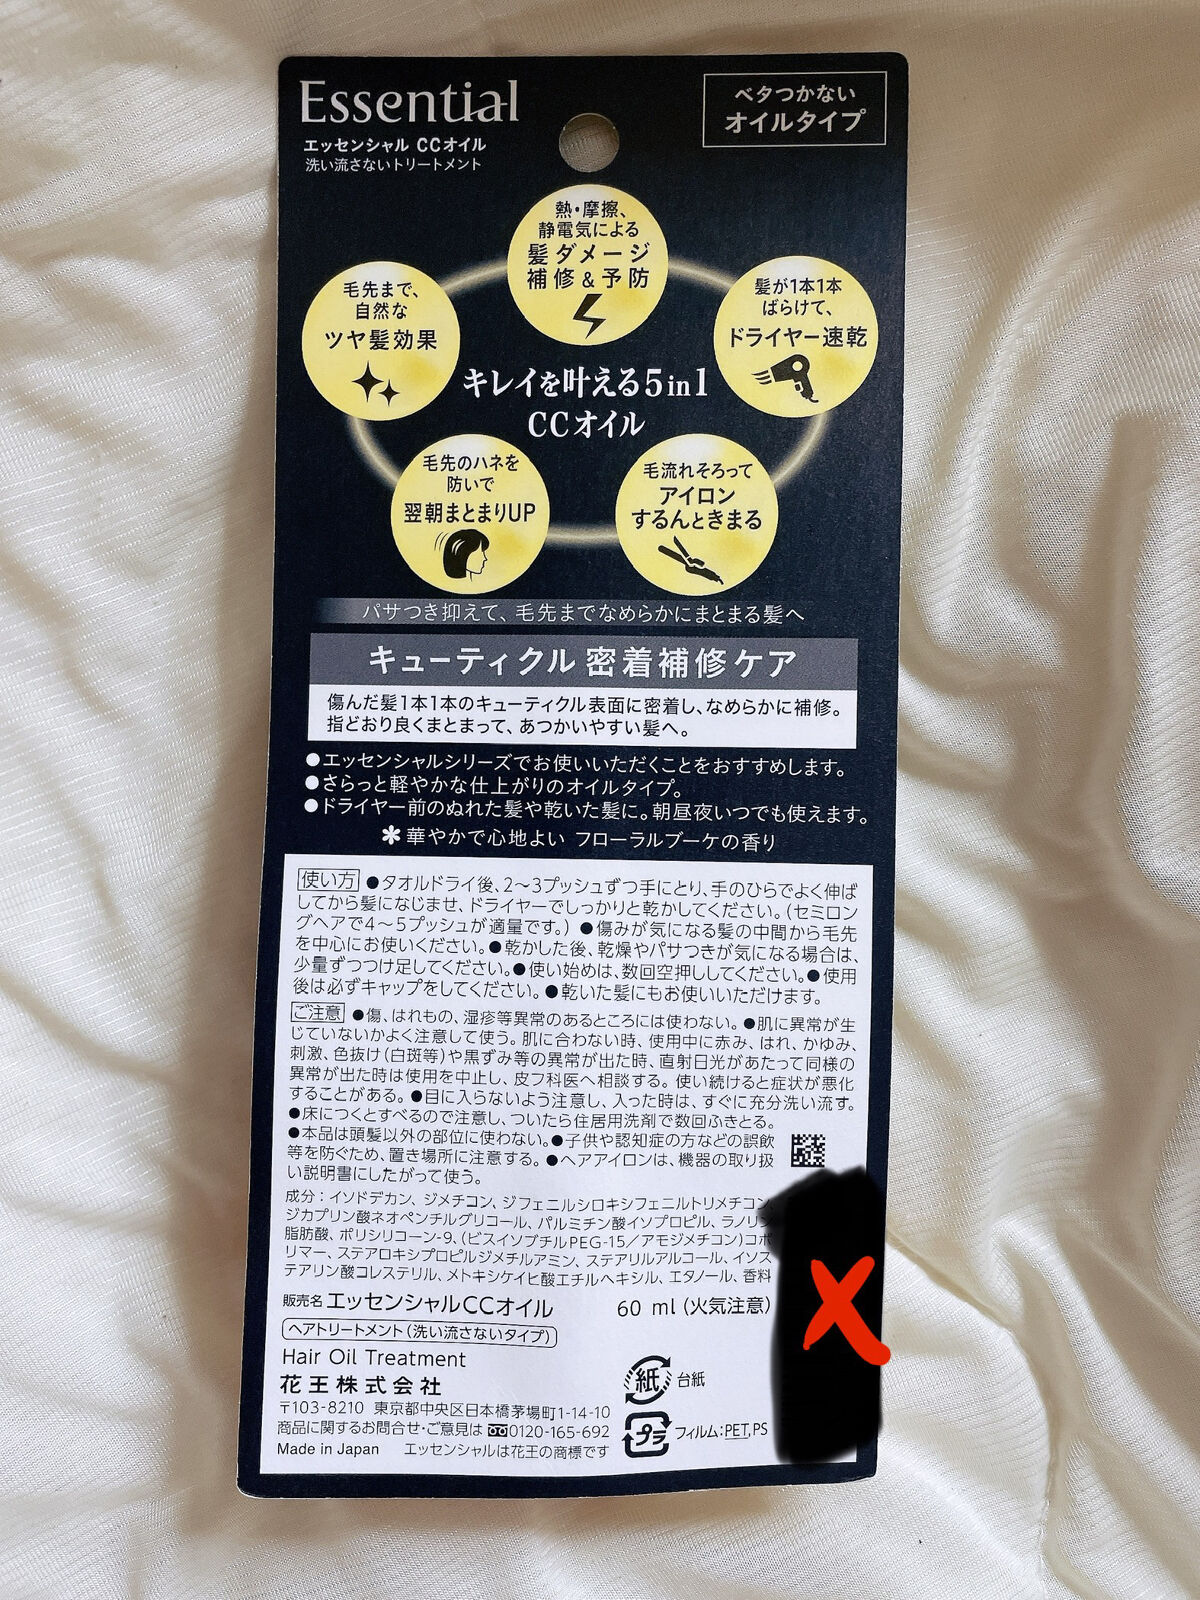 Essential
エッセンシャル CCオイル
洗い流さないトリートメント
ベタつかない
オイルタイプ
熱・摩擦、
静電気による
髪ダメージ
補修&予防
毛先まで、
自然な
ツヤ髪効果
髪が1本1本
ばらけて、
ドライヤー速乾
キレイを叶える5in1
CCオイル
毛先のハネを
防いで
翌朝まとまりUP
毛流れそろって
アイロン
するんときまる
パサつき抑えて、毛先までなめらかにまとまる髪へ
キューティクル密着補修ケア
傷んだ髪1本1本のキューティクル表面に密着し、なめらかに補修。
指どおり良くまとまって、あつかいやすい髪へ。
●エッセンシャルシリーズでお使いいただくことをおすすめします。
●さらっと軽やかな仕上がりのオイルタイプ。
●ドライヤー前のぬれた髪や乾いた髪に。朝昼夜いつでも使えます。
✻華やかで心地よい フローラルブーケの香り
使い方 ●タオルドライ後、2〜3プッシュずつ手にとり、手のひらでよく伸ば
してから髪になじませ、ドライヤーでしっかりと乾かしてください。(セミロン
グヘアで4〜5プッシュが適量です。) ●傷みが気になる髪の中間から毛先
を中心にお使いください。●乾かした後、乾燥やパサつきが気になる場合は、
少量ずつつけ足してください。●使い始めは、数回空押ししてください。●使用
後は必ずキャップをしてください。●乾いた髪にもお使いいただけます。
ご注意 ●傷、はれもの、湿疹等異常のあるところには使わない。●肌に異常が生
じていないかよく注意して使う。肌に合わない時、使用中に赤み、はれ、かゆみ、
刺激、色抜け(白斑等)や黒ずみ等の異常が出た時、直射日光があたって同様の
異常が出た時は使用を中止し、皮フ科医へ相談する。使い続けると症状が悪化
することがある。●目に入らないよう注意し、入った時は、すぐに充分洗い流す。
●床につくとすべるので注意し、ついたら住居用洗剤で数回ふきとる。
●本品は頭髪以外の部位に使わない。●子供や認知症の方などの誤飲
等を防ぐため、置き場所に注意する。●ヘアアイロンは、機器の取り扱
い説明書にしたがって使う。
成分:イソドデカン、ジメチコン、ジフェニルシロキシフェニルトリメチコン、
ジカプリン酸ネオペンチルグリコール、パルミチン酸イソプロピル、ラノリン
脂肪酸、ポリシリコーン-9、(ビスイソブチルPEG-15/アモジメチコン)コポ
リマー、ステアロキシプロピルジメチルアミン、ステアリルアルコール、イソス
テアリン酸コレステリル、メトキシケイヒ酸エチルヘキシル、エタノール、香料
販売名 エッセンシャルCCオイル 60 ml (火気注意)
ヘアトリートメント(洗い流さないタイプ)
Hair Oil Treatment
花王株式会社
〒103-8210 東京都中央区日本橋茅場町1-14-10
商品に関するお問合せ・ご意見は 0120-165-692
Made in Japan エッセンシャルは花王の商標です
紙 台紙
プラ フィルム:PET,PS